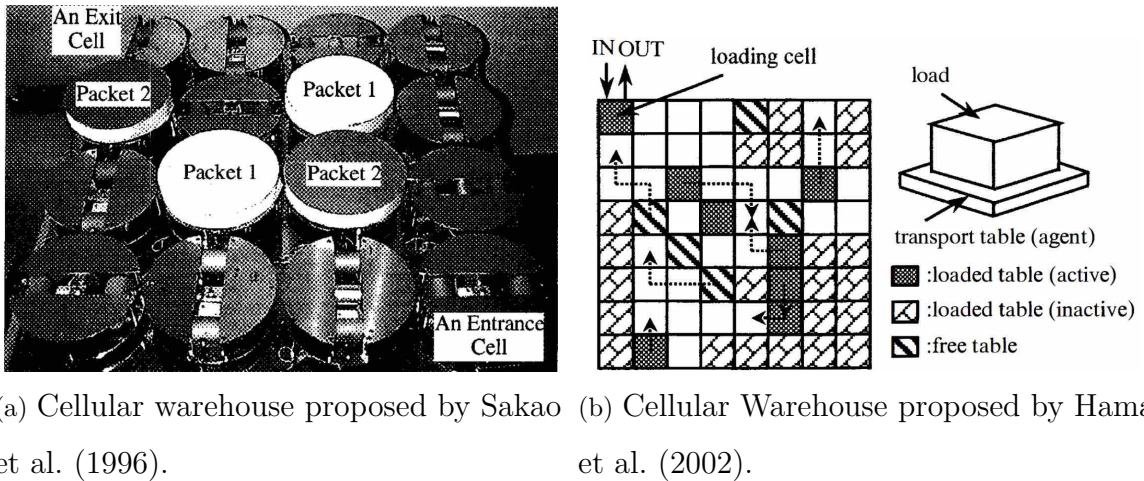 An Exit
Cell
Packet 2
Packet 1
Packet 1
Packet 2
An Entrance
Cell
IN OUT
loading cell
load
transport table (agent)
:loaded table (active)
:loaded table (inactive)
:free table
(a) Cellular warehouse proposed by Sakao
et al. (1996).
(b) Cellular Warehouse proposed by Hama
et al. (2002).